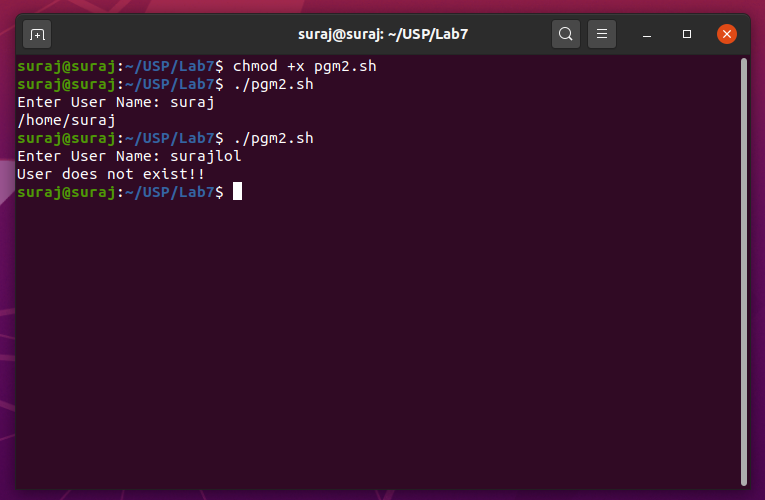 suraj@suraj: ~/USP/Lab7
suraj@suraj:~/USP/Lab7$ chmod +x pgm2.sh
suraj@suraj:~/USP/Lab7$ ./pgm2.sh
Enter User Name: suraj
/home/suraj
suraj@suraj:~/USP/Lab7$ ./pgm2.sh
Enter User Name: surajlol
User does not exist!!
suraj@suraj:~/USP/Lab7$